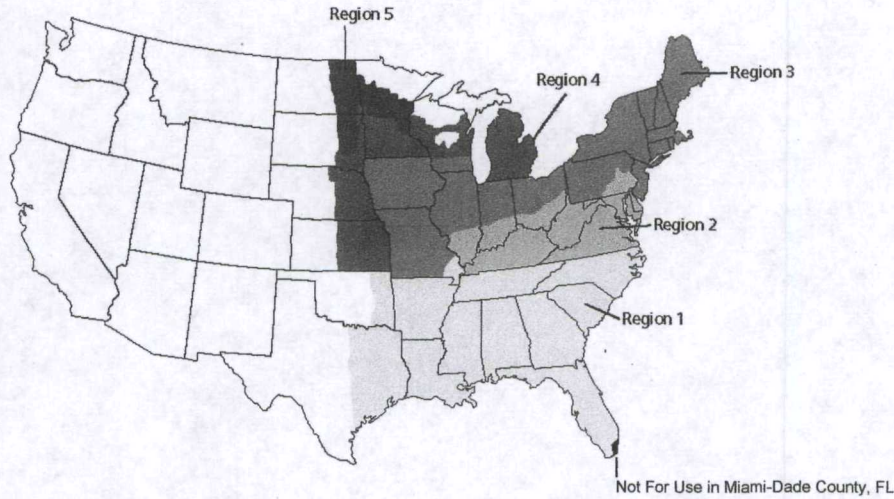 Region 5
Region 4
Region 3
Region 2
Region 1
Not For Use in Miami-Dade County, FL